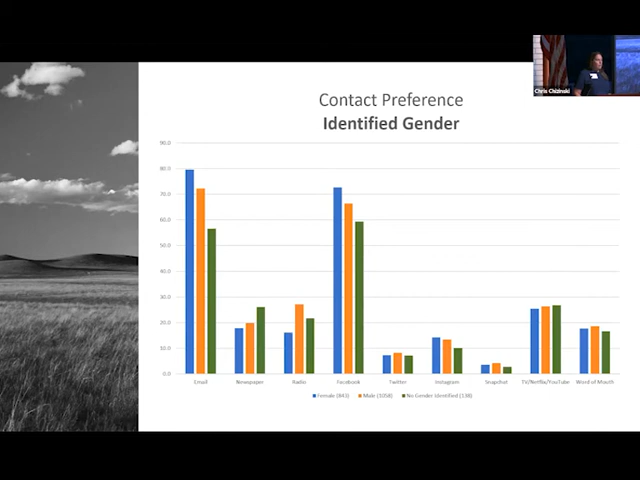 Chris Chizinski
Contact Preference
Identified Gender
90.0
80.0
70.0
60.0
50.0
40.0
30.0
20.0
10.0
0.0
Email Newspaper Radio Facebook Twitter Instagram Snapchat TV/Netflix/YouTube Word of Mouth
Female (843) Male (1058) No Gender Identified (138)